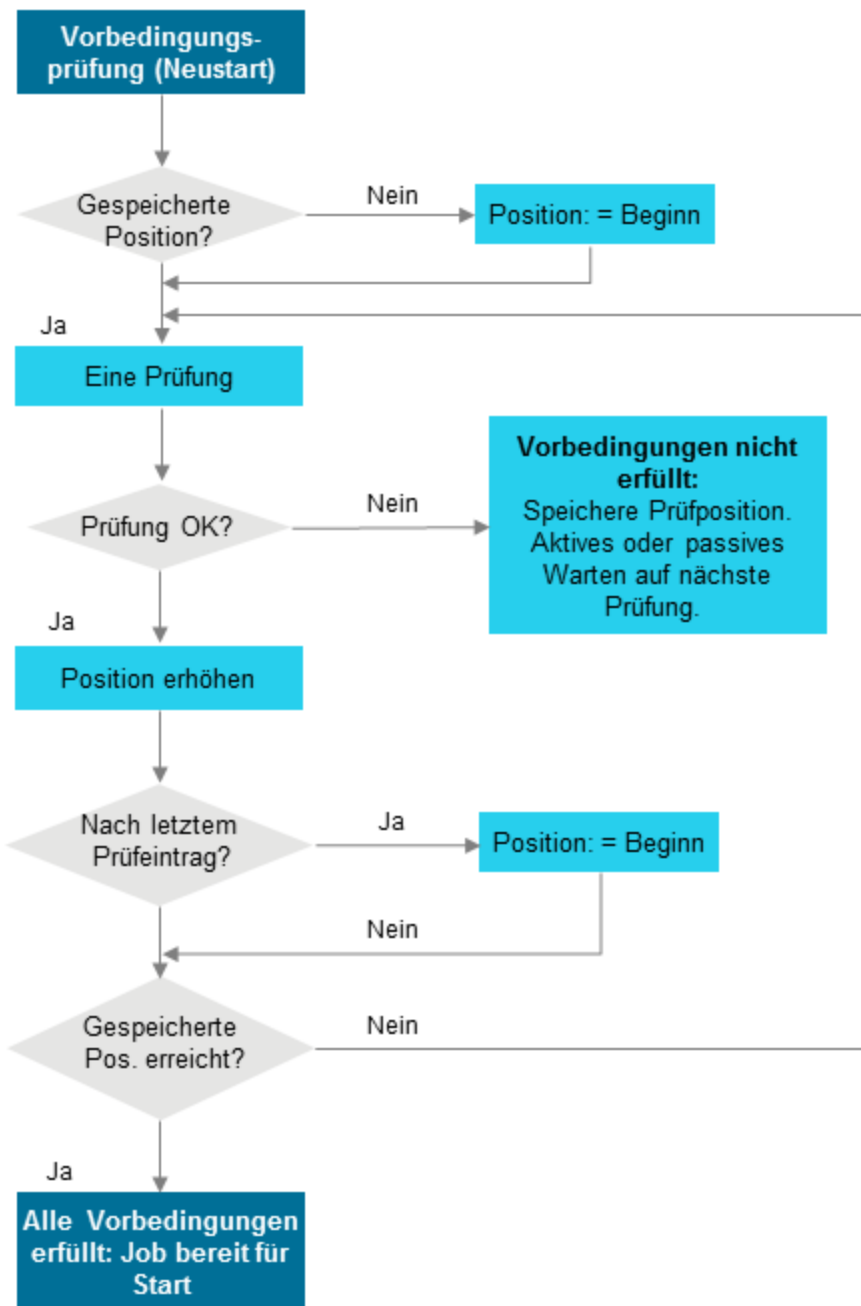 Vorbedingungs-
prüfung (Neustart)
Gespeicherte
Position?
Nein
Position: = Beginn
Ja
Eine Prüfung
Prüfung OK?
Nein
Vorbedingungen nicht
erfüllt:
Speichere Prüfposition.
Aktives oder passives
Warten auf nächste
Prüfung.
Ja
Position erhöhen
Nach letztem
Prüfeintrag?
Ja
Position: = Beginn
Nein
Gespeicherte
Pos. erreicht?
Nein
Ja
Alle Vorbedingungen
erfüllt: Job bereit für
Start